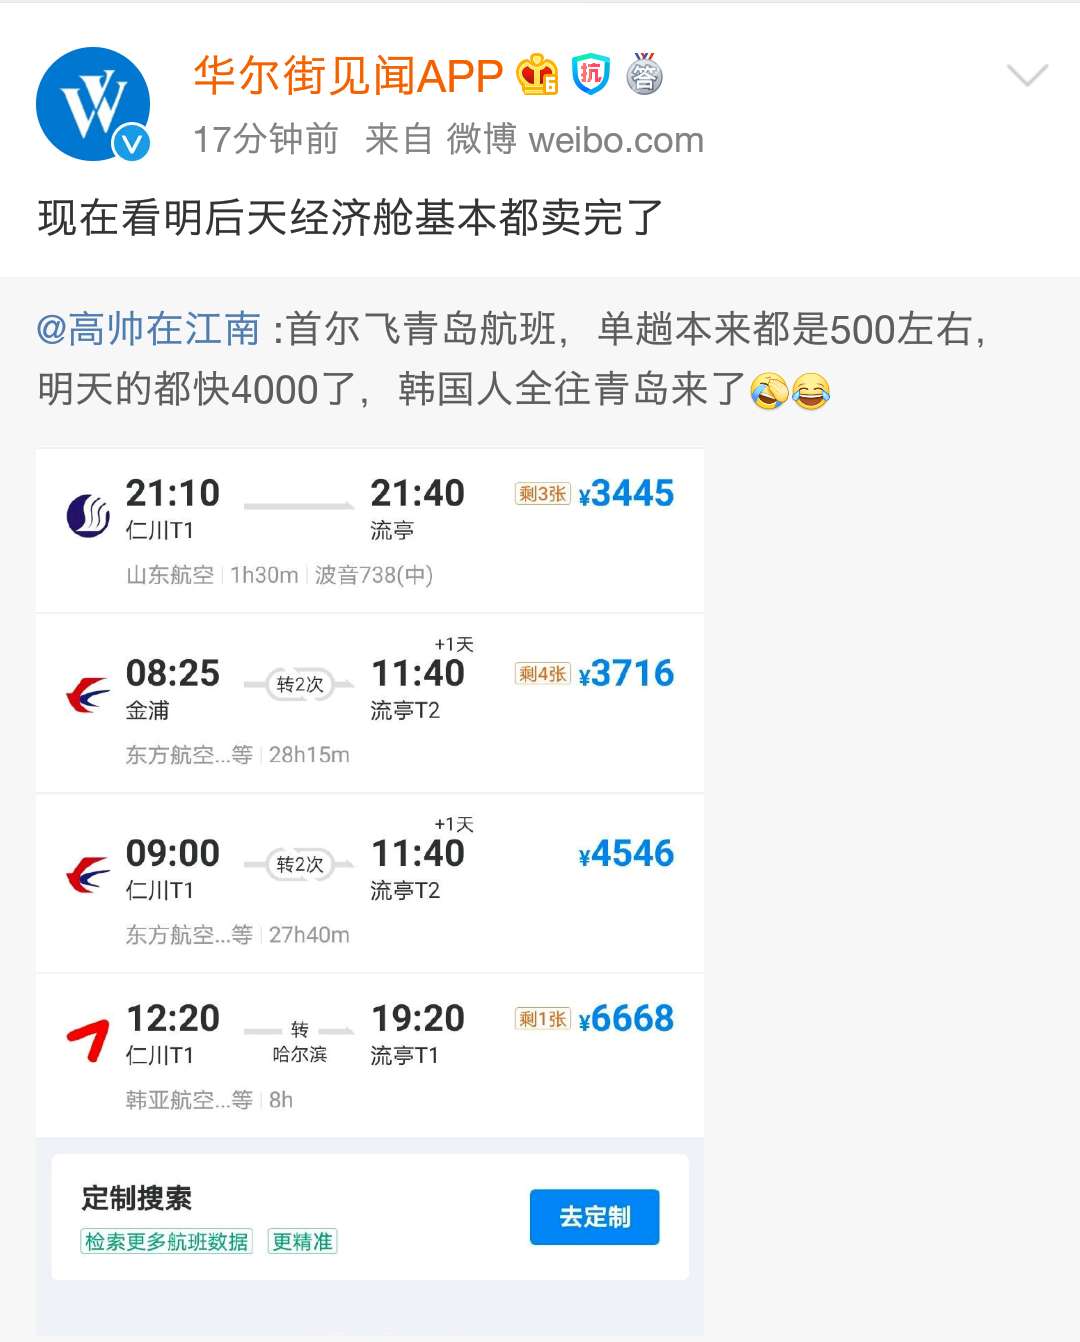 华尔街见闻APP
17分钟前 来自 微博 weibo.com
现在看明后天经济舱基本都卖完了
@高帅在江南 :首尔飞青岛航班，单趟本来都是500左右，
明天的都快4000了，韩国人全往青岛来了🤣😂
21:10 21:40 剩3张 ¥3445
仁川T1 流亭
山东航空 1h30m 波音738(中)
+1天
08:25 转2次 11:40 剩4张 ¥3716
金浦 流亭T2
东方航空...等 28h15m
+1天
09:00 转2次 11:40 ¥4546
仁川T1 流亭T2
东方航空...等 27h40m
12:20 转 19:20 剩1张 ¥6668
仁川T1 哈尔滨 流亭T1
韩亚航空...等 8h
定制搜索
检索更多航班数据 更精准
去定制